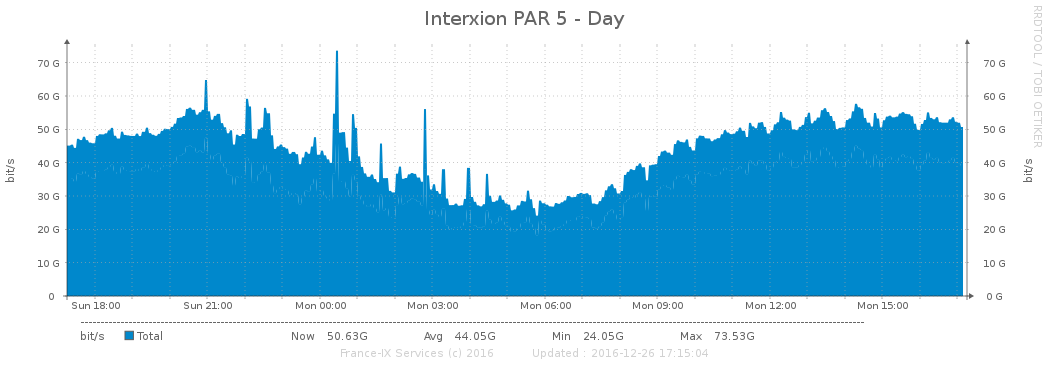 Interxion PAR 5 - Day
RRDTOOL / TOBI OETIKER
bit/s
70 G 70 G
60 G 60 G
50 G 50 G
40 G 40 G
30 G 30 G
20 G 20 G
10 G 10 G
0 0 G
bit/s
Sun 18:00 Sun 21:00 Mon 00:00 Mon 03:00 Mon 06:00 Mon 09:00 Mon 12:00 Mon 15:00
bit/s Total Now 50.63G Avg 44.05G Min 24.05G Max 73.53G
France-IX Services (c) 2016 Updated : 2016-12-26 17:15:04